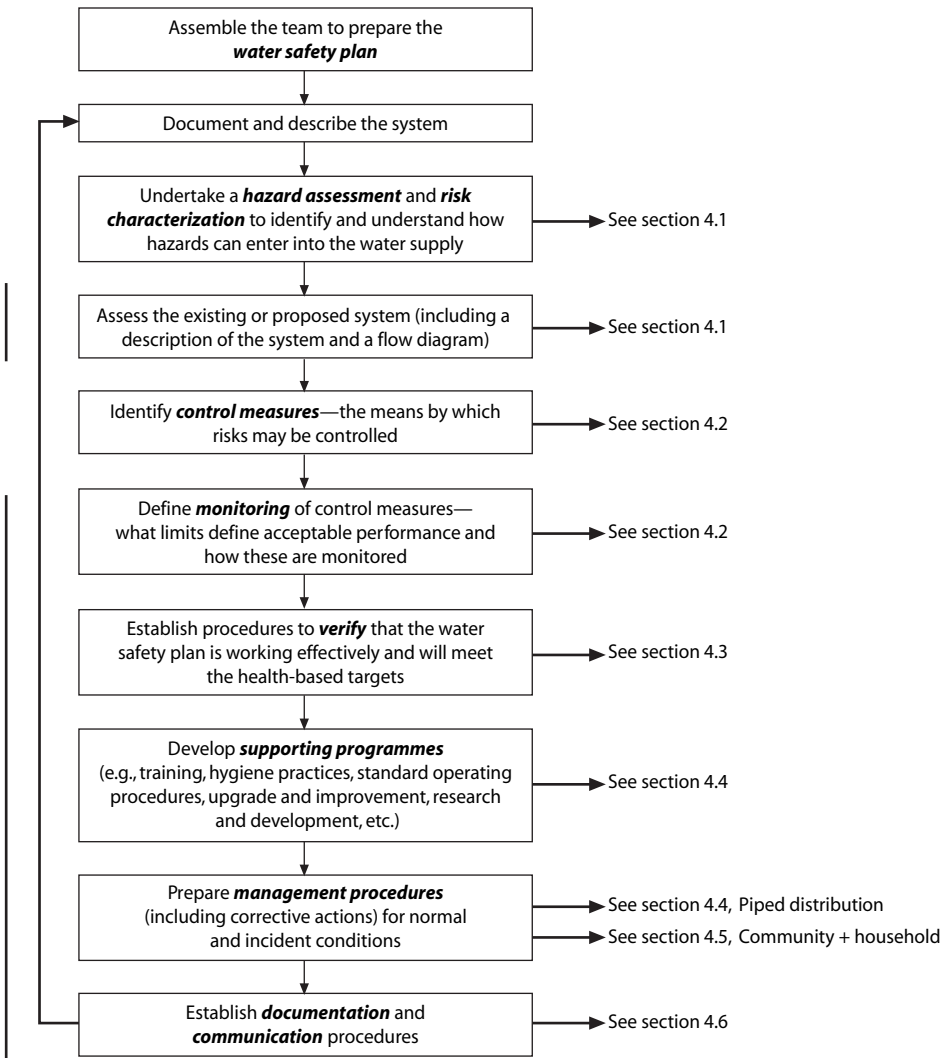 Assemble the team to prepare the
water safety plan
Document and describe the system
Undertake a hazard assessment and risk
characterization to identify and understand how
hazards can enter into the water supply
See section 4.1
Assess the existing or proposed system (including a
description of the system and a flow diagram)
See section 4.1
Identify control measures—the means by which
risks may be controlled
See section 4.2
Define monitoring of control measures—
what limits define acceptable performance and
how these are monitored
See section 4.2
Establish procedures to verify that the water
safety plan is working effectively and will meet
the health-based targets
See section 4.3
Develop supporting programmes
(e.g., training, hygiene practices, standard operating
procedures, upgrade and improvement, research
and development, etc.)
See section 4.4
Prepare management procedures
(including corrective actions) for normal
and incident conditions
See section 4.4, Piped distribution
See section 4.5, Community + household
Establish documentation and
communication procedures
See section 4.6